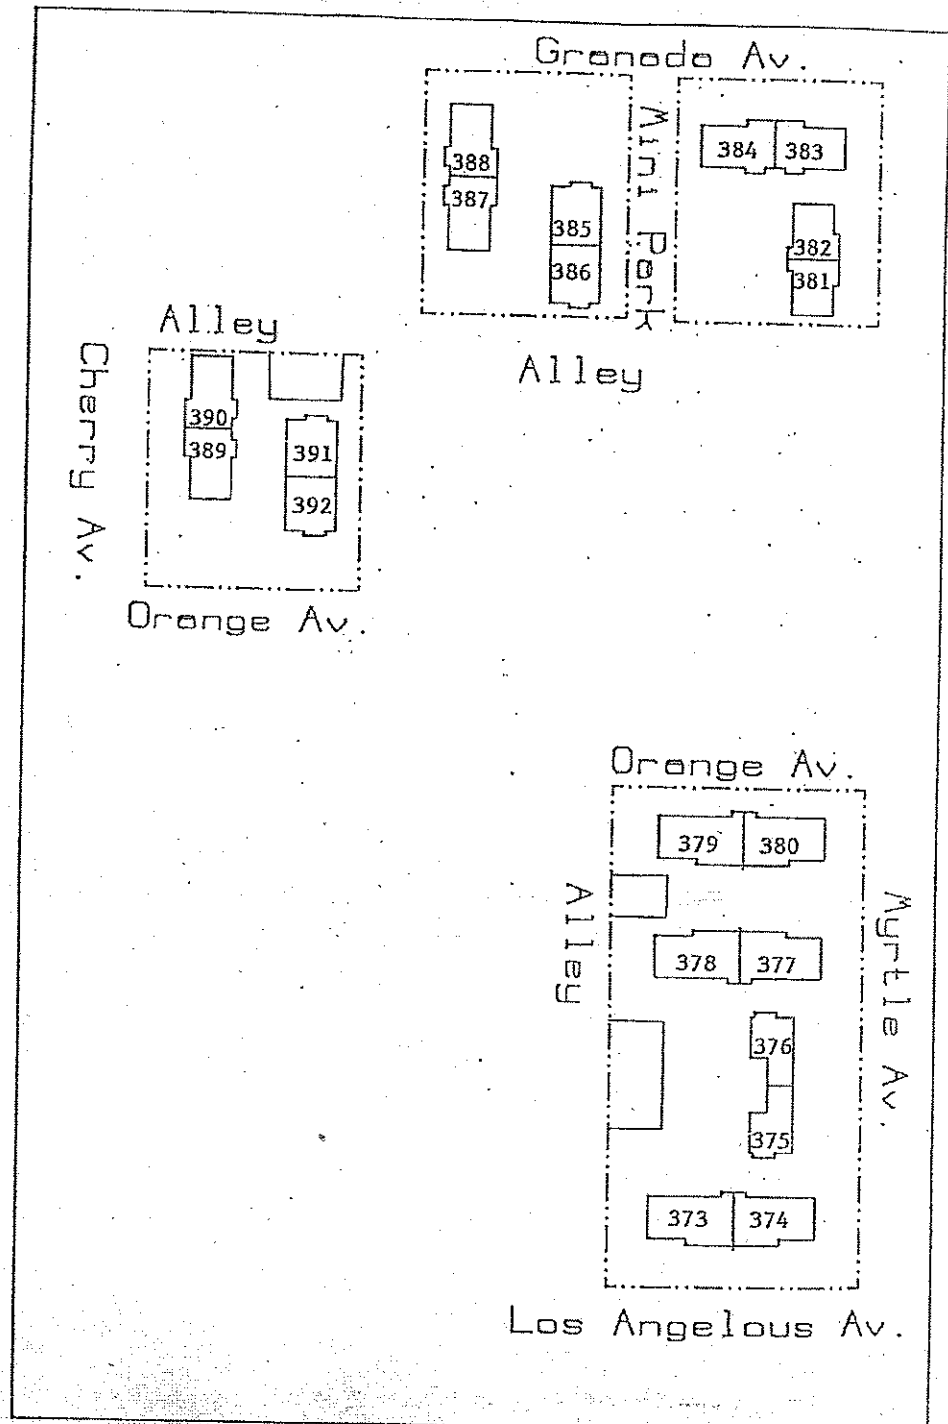 Granada Av.
388
387
385
386
Mini Park
384
383
382
381
Alley
Alley
Cherry Av.
390
389
391
392
Orange Av.
Orange Av.
379
380
Alley
378
377
Myrtle Av.
376
375
373
374
Los Angelous Av.